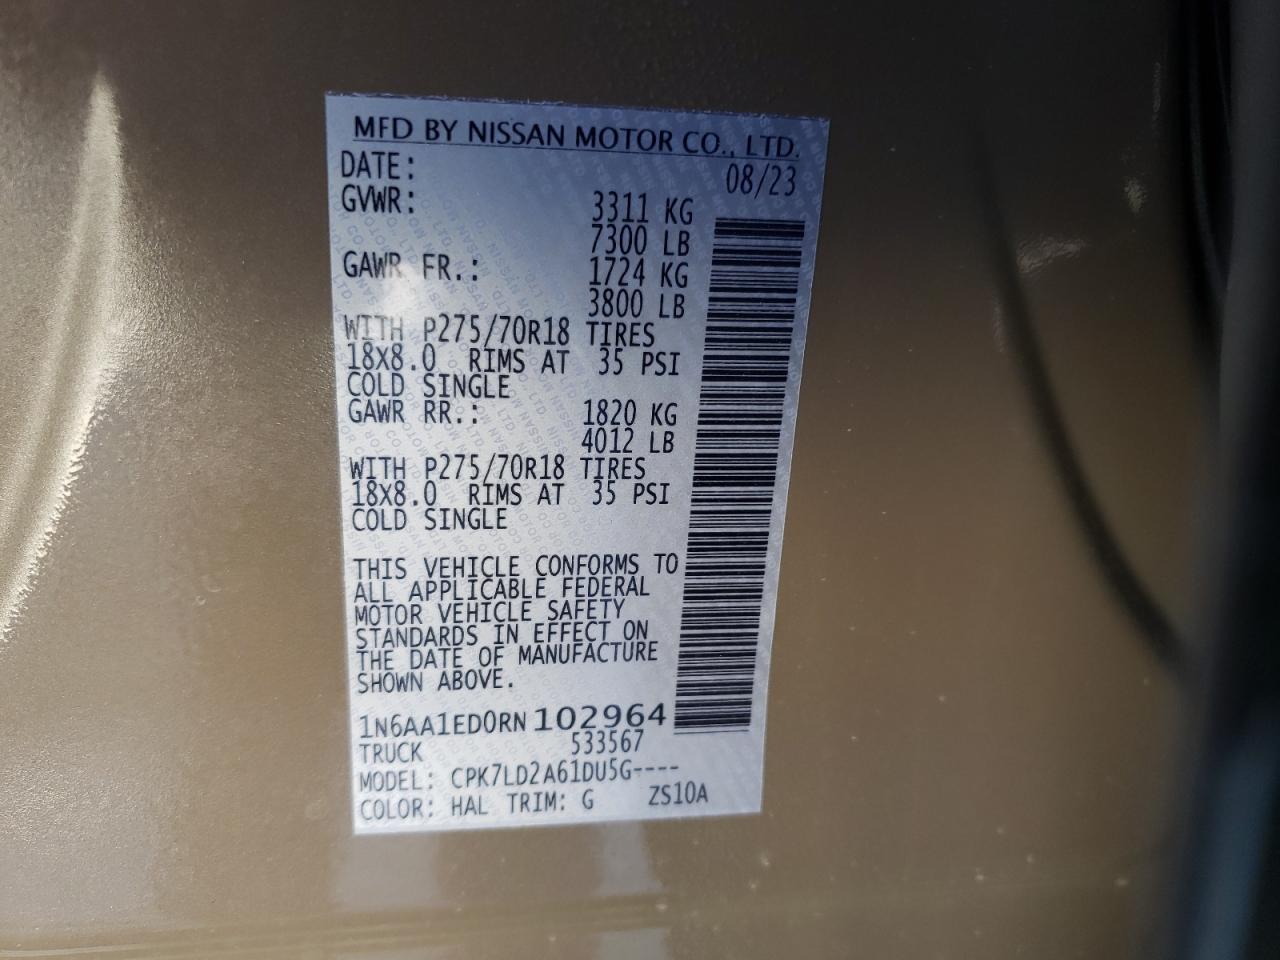 MFD BY NISSAN MOTOR CO., LTD.
DATE: 08/23
GVWR: 3311 KG
7300 LB
GAWR FR.: 1724 KG
3800 LB
WITH P275/70R18 TIRES
18X8.0 RIMS AT 35 PSI
COLD SINGLE
GAWR RR.: 1820 KG
4012 LB
WITH P275/70R18 TIRES
18X8.0 RIMS AT 35 PSI
COLD SINGLE
THIS VEHICLE CONFORMS TO
ALL APPLICABLE FEDERAL
MOTOR VEHICLE SAFETY
STANDARDS IN EFFECT ON
THE DATE OF MANUFACTURE
SHOWN ABOVE.
1N6AA1ED0RN102964
TRUCK 533567
MODEL: CPK7LD2A61DU5G----
COLOR: HAL TRIM: G ZS10A